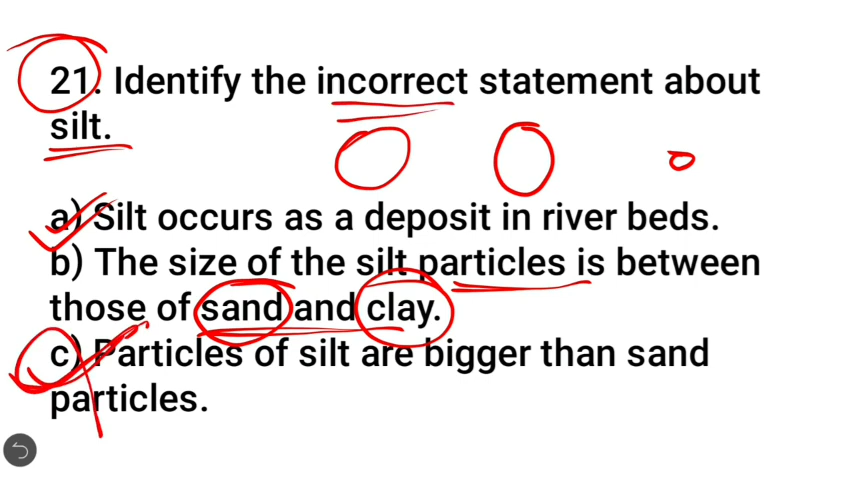 21. Identify the incorrect statement about
silt.
a) Silt occurs as a deposit in river beds.
b) The size of the silt particles is between
those of sand and clay.
c) Particles of silt are bigger than sand
particles.